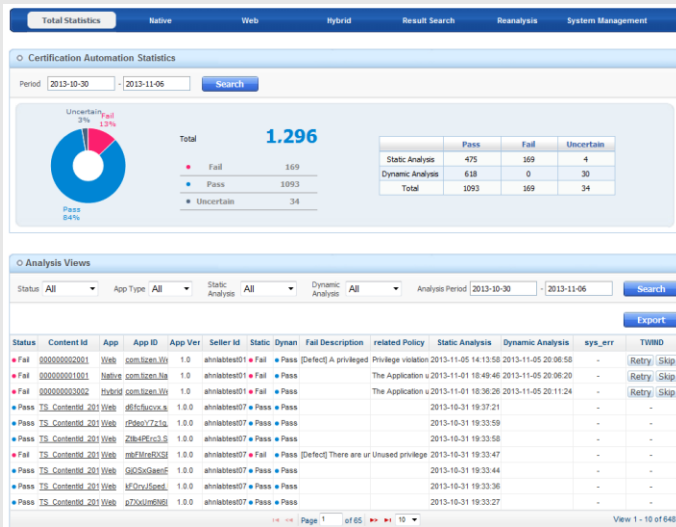 Total Statistics Native Web Hybrid Result Search Reanalysis System Management
Certification Automation Statistics
Period 2013-10-30 - 2013-11-06 Search
Uncertain 3%
Fail 13%
Pass 84%
Total 1.296
Fail 169
Pass 1093
Uncertain 34
Pass Fail Uncertain
Static Analysis 475 169 4
Dynamic Analysis 618 0 30
Total 1093 169 34
Analysis Views
Status All App Type All Static Analysis All Dynamic Analysis All Analysis Period 2013-10-30 - 2013-11-06 Search
Export
Status Content Id App App ID App Ver Seller Id Static Dynan Fail Description related Policy Static Analysis Dynamic Analysis sys_err TWIND
Fail 000000002001 Web com.tizen.We 1.0 ahnlabtest01 Fail Pass [Defect] A privileged Privilege violation 2013-11-05 14:13:58 2013-11-05 20:06:58 - Retry Skip
Fail 000000001001 Native com.tizen.Na 1.0 ahnlabtest01 Fail Pass The Application u 2013-11-01 18:49:46 2013-11-05 20:06:20 - Retry Skip
Fail 000000003002 Hybrid com.tizen.We 1.0 ahnlabtest01 Fail Pass The Application u 2013-11-01 18:36:26 2013-11-05 20:11:24 - Retry Skip
Pass TS_ContentId_201 Web 1.0.0 ahnlabtest07 Pass Pass 2013-10-31 19:37:21 - -
Pass TS_ContentId_201 Web 1.0.0 ahnlabtest07 Pass Pass 2013-10-31 19:33:59 - -
Pass TS_ContentId_201 Web 1.0.0 ahnlabtest07 Pass Pass 2013-10-31 19:33:58 - -
Fail TS_ContentId_201 Web 1.0.0 ahnlabtest07 Fail Pass [Defect] There are ur Unused privilege 2013-10-31 19:33:47 - -
Pass TS_ContentId_201 Web 1.0.0 ahnlabtest07 Pass Pass 2013-10-31 19:33:44 - -
Pass TS_ContentId_201 Web 1.0.0 ahnlabtest07 Pass Pass 2013-10-31 19:33:36 - -
Pass TS_ContentId_201 Web 1.0.0 ahnlabtest07 Pass Pass 2013-10-31 19:33:27 - -
Page 1 of 65 10 View 1 - 10 of 648